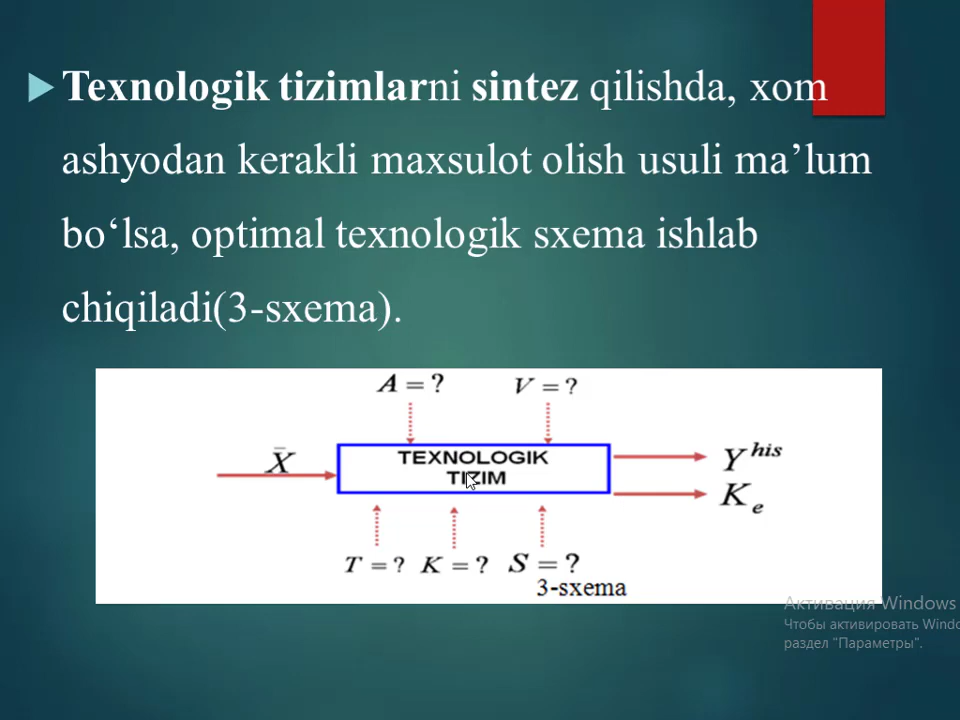 Texnologik tizimlarni sintez qilishda, xom
ashyodan kerakli maxsulot olish usuli ma’lum
bo‘lsa, optimal texnologik sxema ishlab
chiqiladi(3-sxema).
A = ? V = ?
X̄
TEXNOLOGIK
TIZIM
Y his
K e
T = ? K = ? S = ?
3-sxema
Активация Windows
Чтобы активировать Windo
раздел "Параметры".